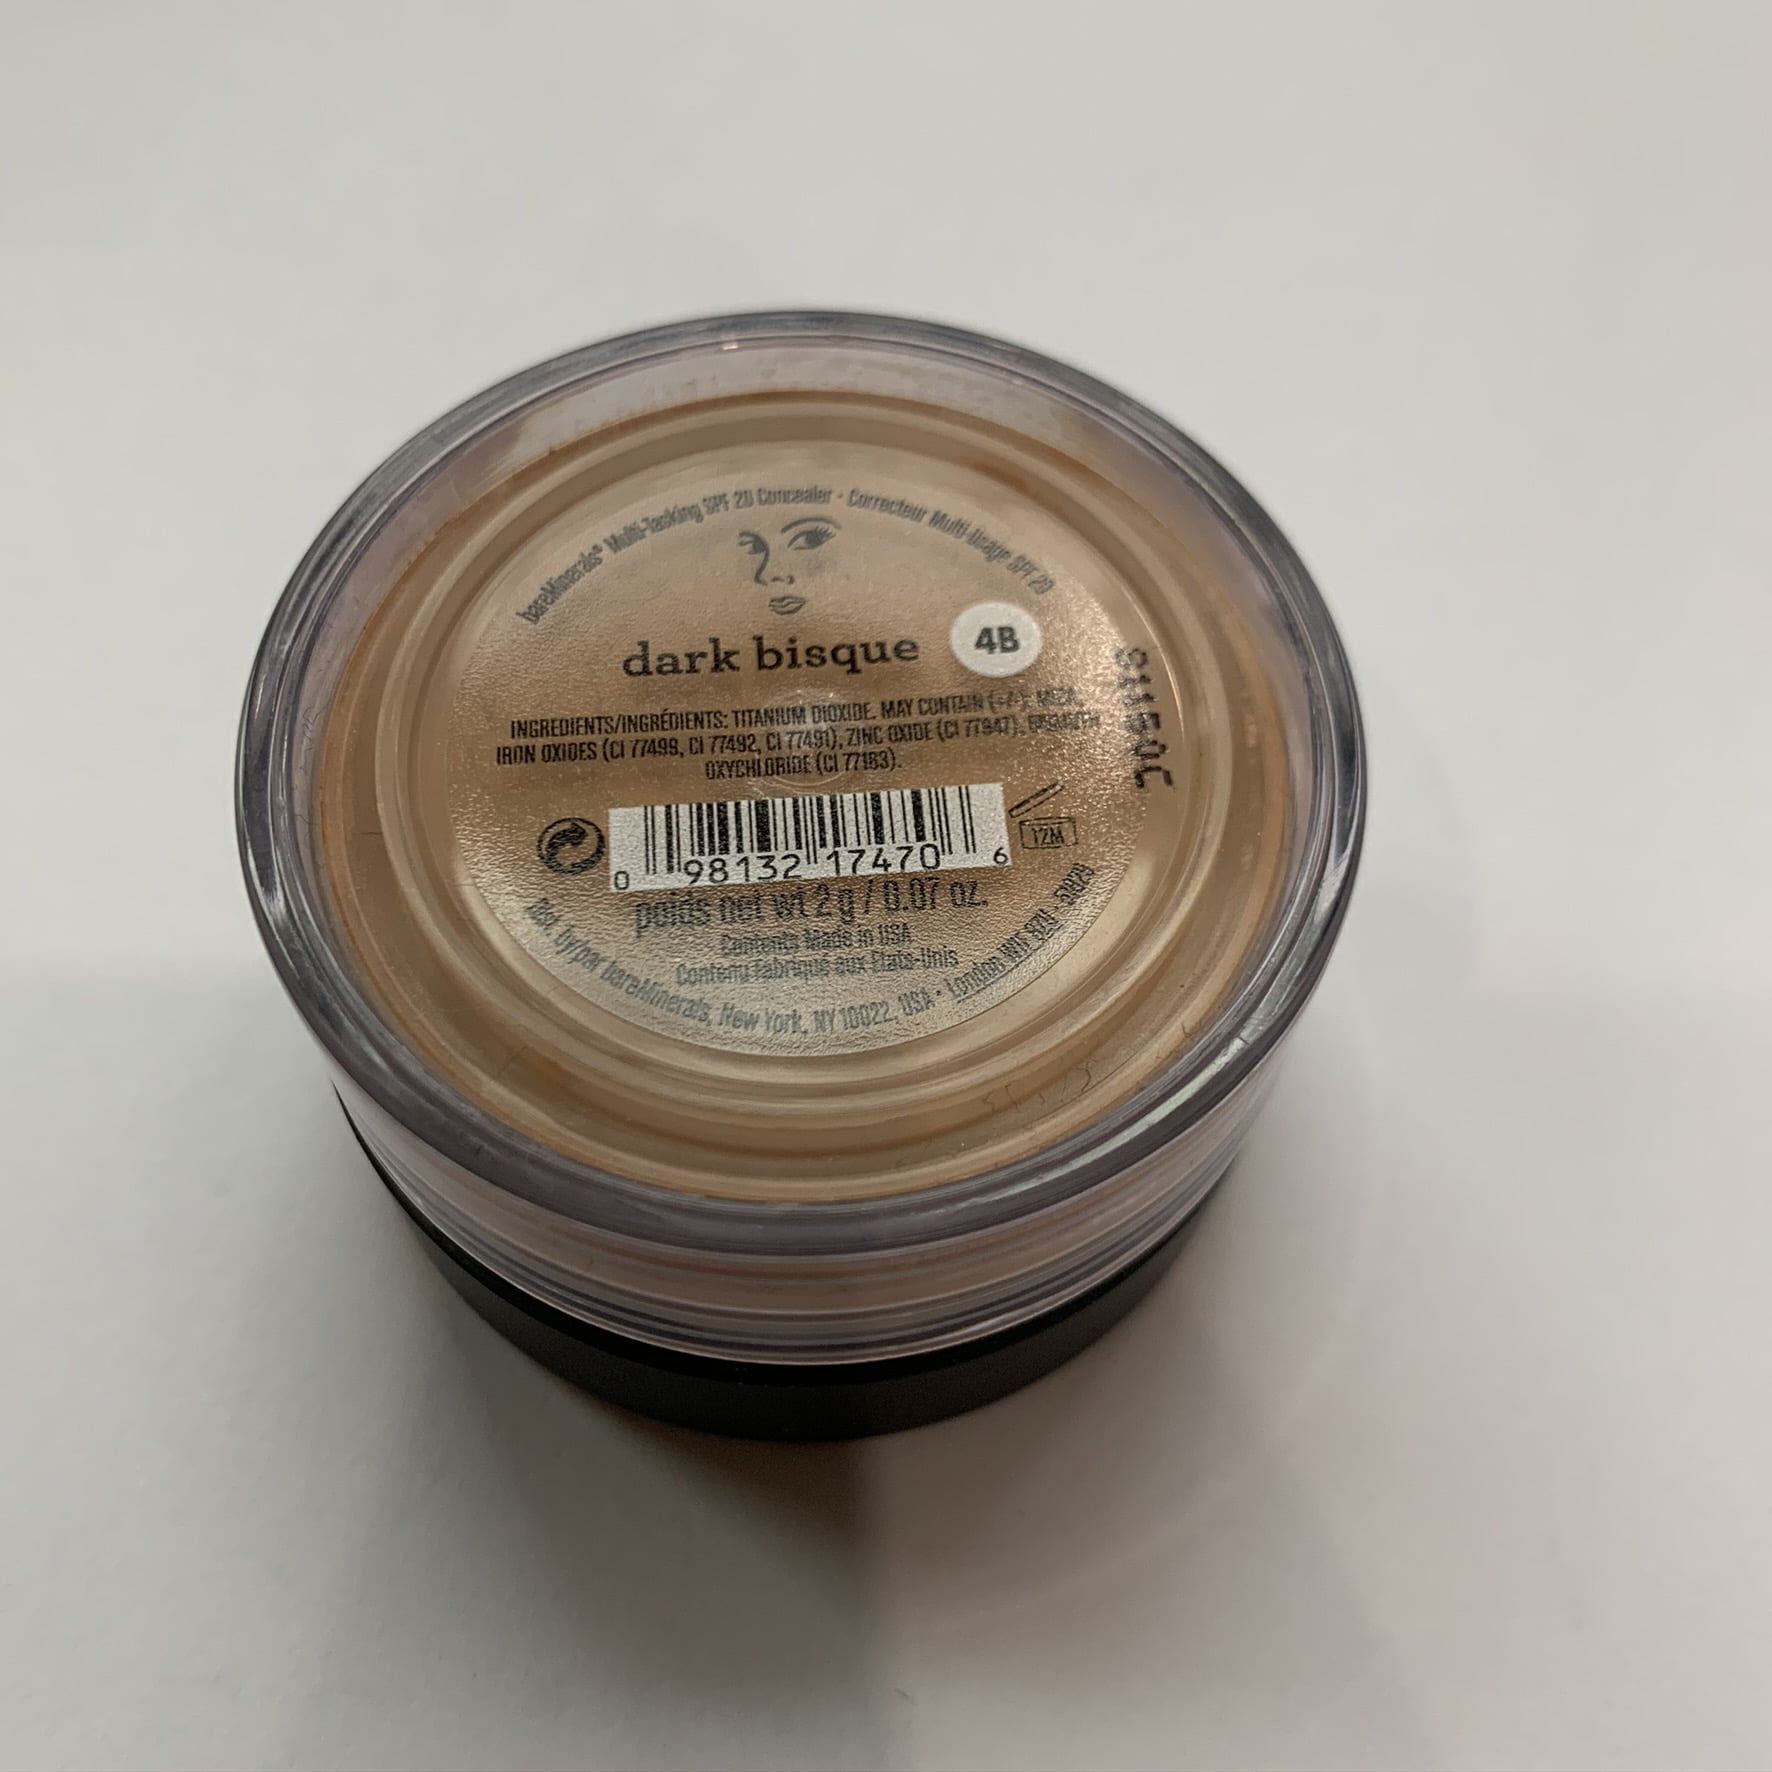 bareMinerals® Multi-Tasking SPF 20 Concealer • Correcteur Multi-Usage SPF 20
dark bisque
4B
INGREDIENTS/INGRÉDIENTS: TITANIUM DIOXIDE. MAY CONTAIN (+/-): MICA,
IRON OXIDES (CI 77499, CI 77492, CI 77491), ZINC OXIDE (CI 77947), BISMUTH
OXYCHLORIDE (CI 77163).
0 98132 17470 6
12M
poids net wt 2 g / 0.07 oz.
Contents Made in USA
Contenu fabriqué aux États-Unis
Dist. by/par bareMinerals, New York, NY 10022, USA • London W1T